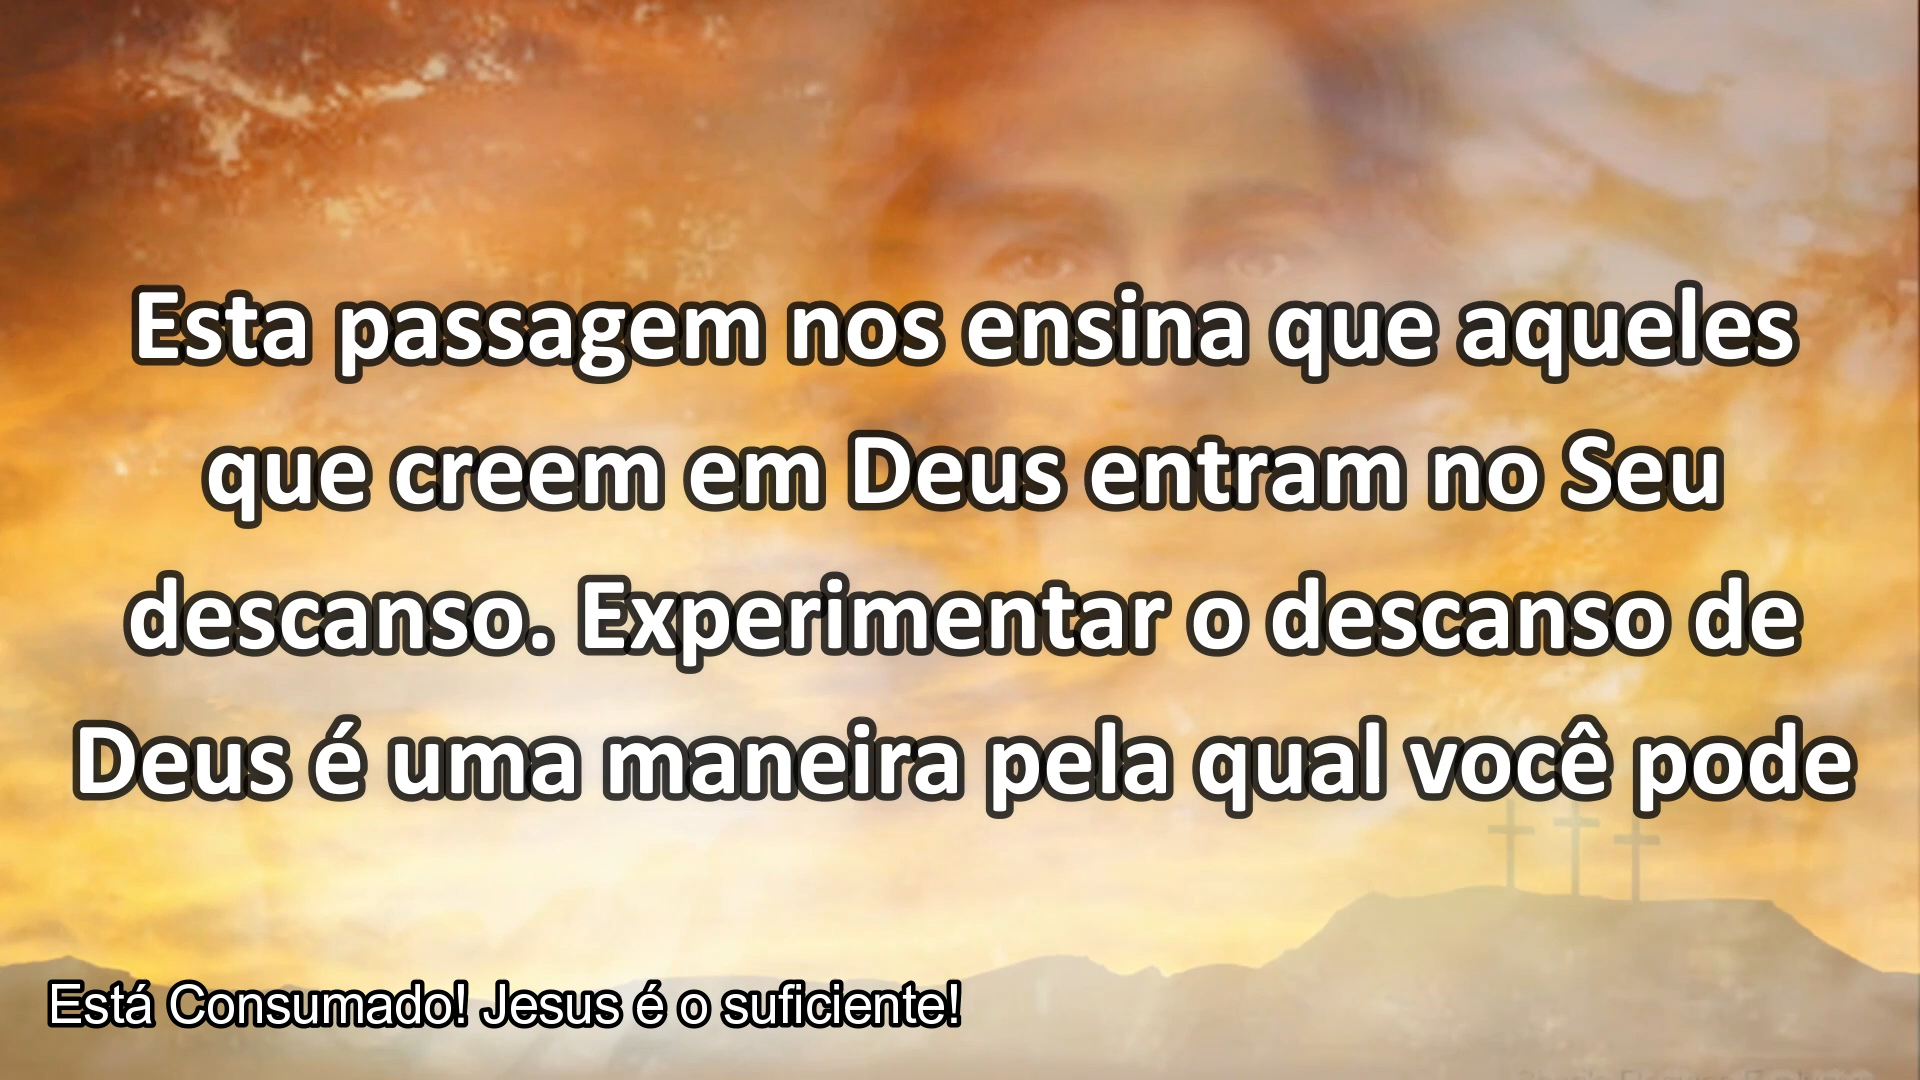 Esta passagem nos ensina que aqueles
que creem em Deus entram no Seu
descanso. Experimentar o descanso de
Deus é uma maneira pela qual você pode
Está Consumado! Jesus é o suficiente!